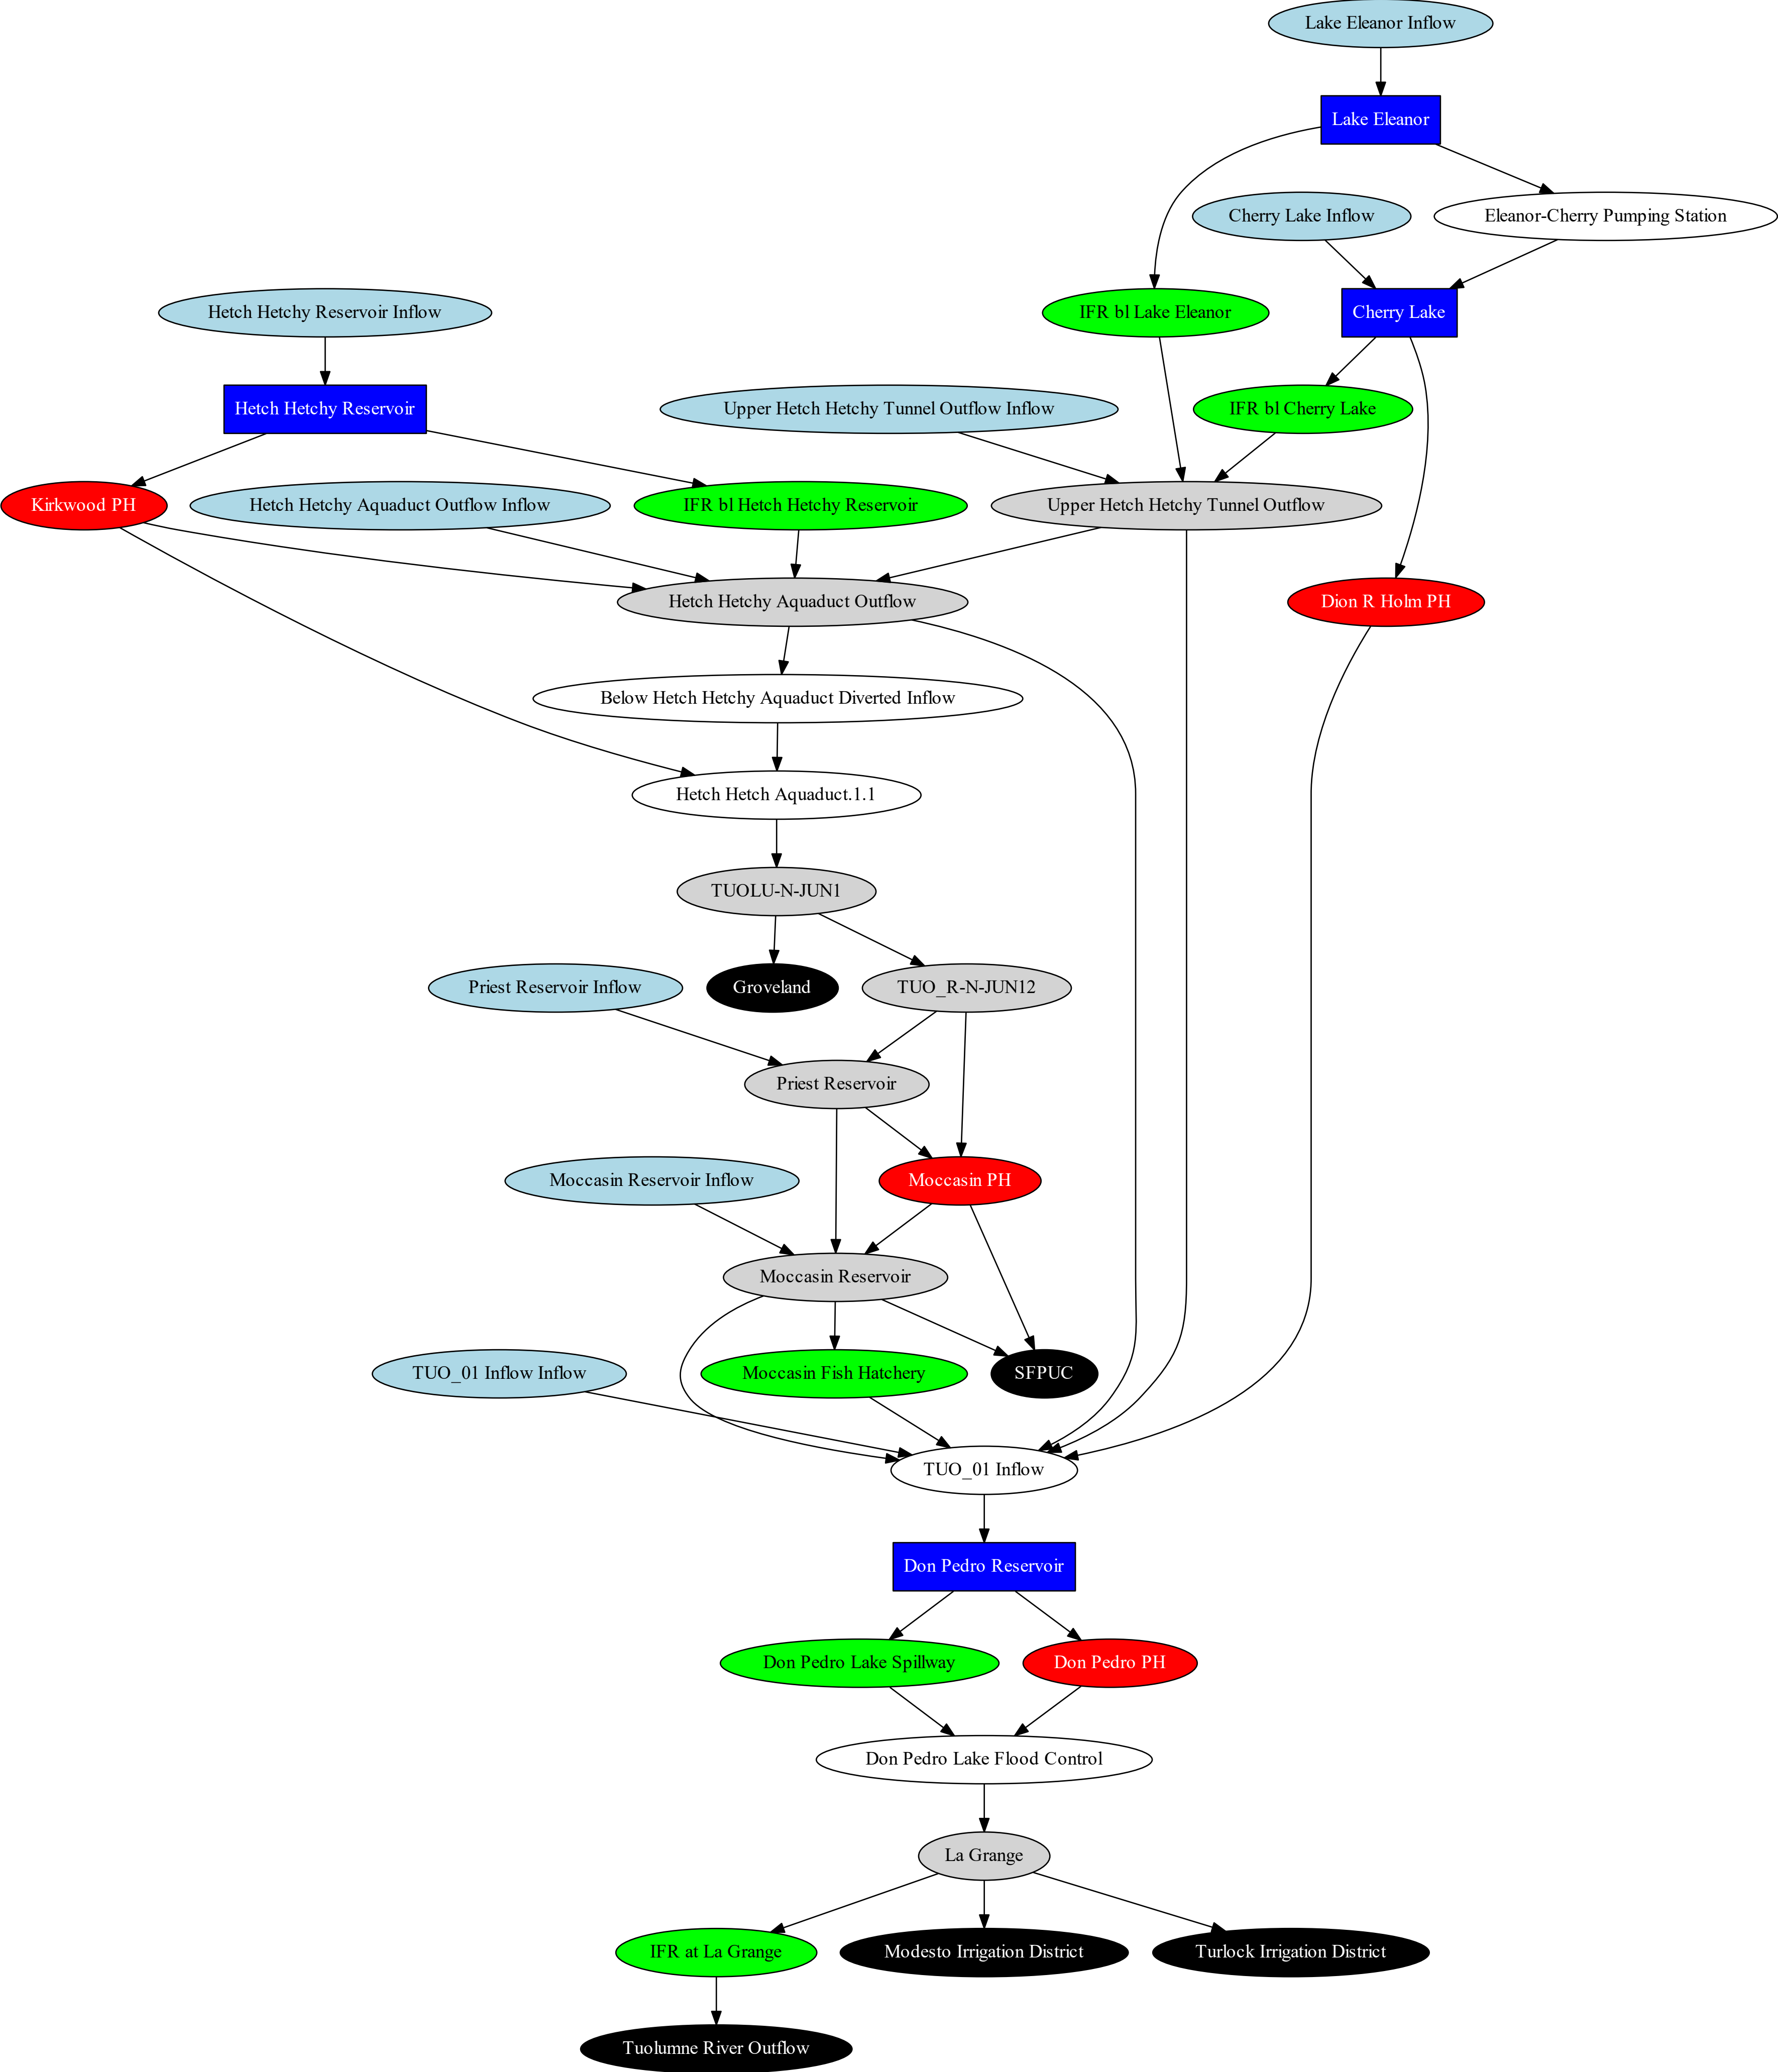 Lake Eleanor Inflow
Lake Eleanor
Cherry Lake Inflow
Eleanor-Cherry Pumping Station
Hetch Hetchy Reservoir Inflow
IFR bl Lake Eleanor
Cherry Lake
Hetch Hetchy Reservoir
Upper Hetch Hetchy Tunnel Outflow Inflow
IFR bl Cherry Lake
Kirkwood PH
Hetch Hetchy Aquaduct Outflow Inflow
IFR bl Hetch Hetchy Reservoir
Upper Hetch Hetchy Tunnel Outflow
Hetch Hetchy Aquaduct Outflow
Dion R Holm PH
Below Hetch Hetchy Aquaduct Diverted Inflow
Hetch Hetch Aquaduct.1.1
TUOLU-N-JUN1
Priest Reservoir Inflow
Groveland
TUO_R-N-JUN12
Priest Reservoir
Moccasin Reservoir Inflow
Moccasin PH
Moccasin Reservoir
TUO_01 Inflow Inflow
Moccasin Fish Hatchery
SFPUC
TUO_01 Inflow
Don Pedro Reservoir
Don Pedro Lake Spillway
Don Pedro PH
Don Pedro Lake Flood Control
La Grange
IFR at La Grange
Modesto Irrigation District
Turlock Irrigation District
Tuolumne River Outflow